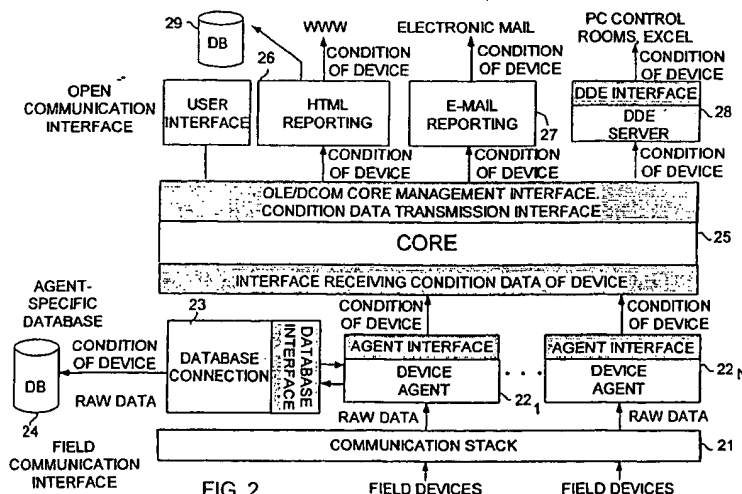 29
DB
WWW
ELECTRONIC MAIL
PC CONTROL
ROOMS, EXCEL
CONDITION
OF DEVICE
CONDITION
OF DEVICE
CONDITION
OF DEVICE
OPEN
COMMUNICATION
INTERFACE
USER
INTERFACE
26
HTML
REPORTING
E-MAIL
REPORTING
27
DDE INTERFACE
DDE
SERVER
28
CONDITION
OF DEVICE
CONDITION
OF DEVICE
CONDITION
OF DEVICE
OLE/DCOM CORE MANAGEMENT INTERFACE.
CONDITION DATA TRANSMISSION INTERFACE
CORE
25
INTERFACE RECEIVING CONDITION DATA OF DEVICE
AGENT-
SPECIFIC
DATABASE
CONDITION
OF DEVICE
DB
24
RAW DATA
23
DATABASE
CONNECTION
DATABASE
INTERFACE
CONDITION
OF DEVICE
CONDITION
OF DEVICE
AGENT INTERFACE
DEVICE
AGENT
22 1
. . .
AGENT INTERFACE
DEVICE
AGENT
22 N
RAW DATA
RAW DATA
FIELD
COMMUNICATION
INTERFACE
COMMUNICATION STACK
21
FIG. 2
FIELD DEVICES
FIELD DEVICES